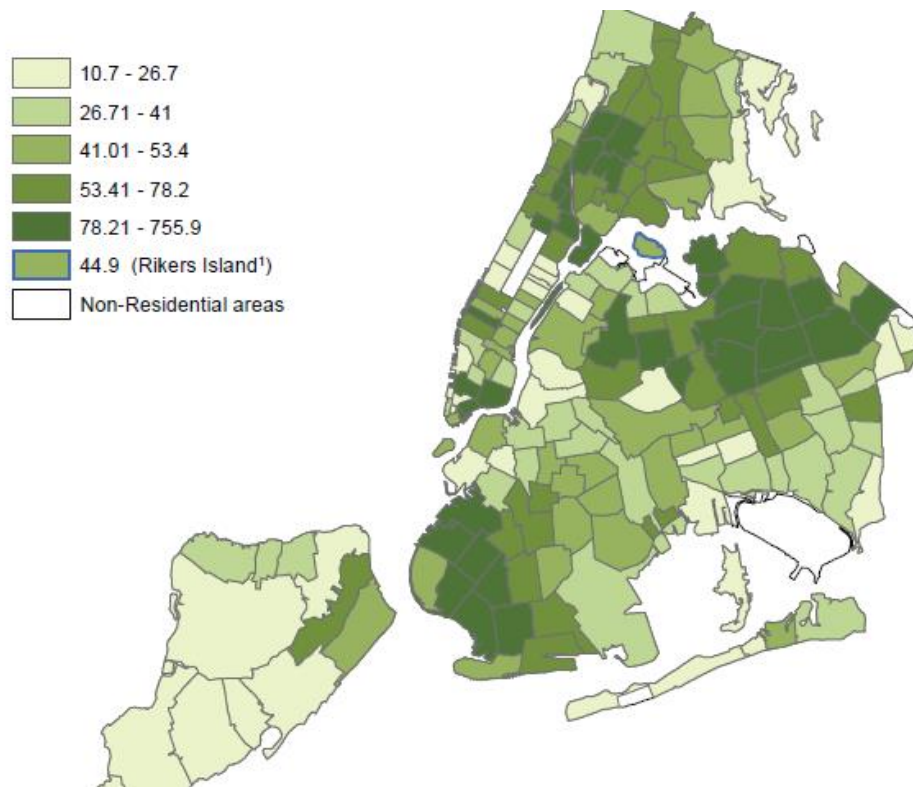 10.7 - 26.7
26.71 - 41
41.01 - 53.4
53.41 - 78.2
78.21 - 755.9
44.9 (Rikers Island¹)
Non-Residential areas